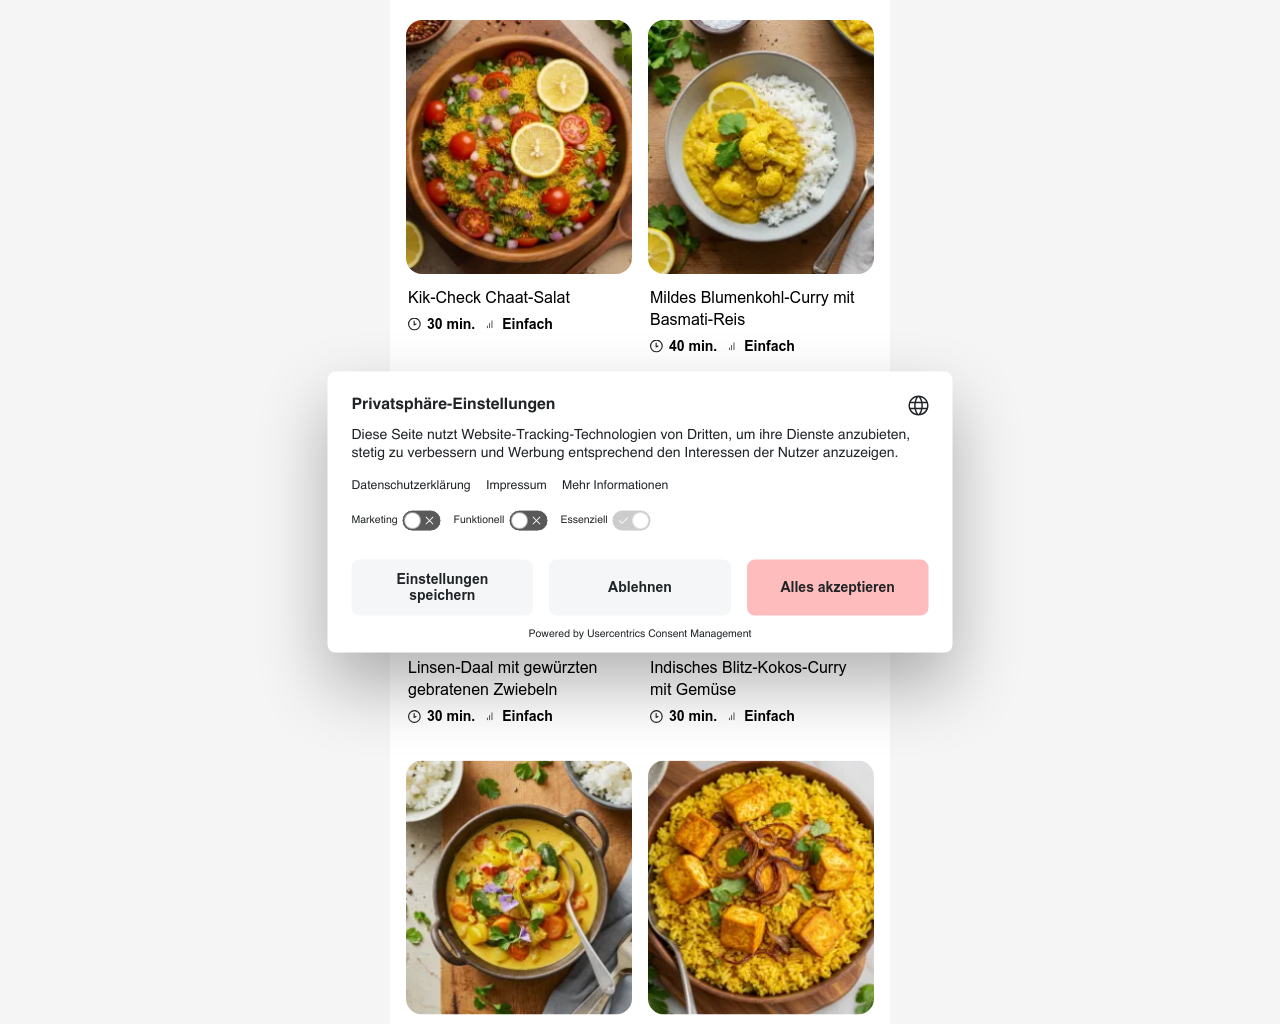 Kik-Check Chaat-Salat
30 min. Einfach
Mildes Blumenkohl-Curry mit
Basmati-Reis
40 min. Einfach
Privatsphäre-Einstellungen
Diese Seite nutzt Website-Tracking-Technologien von Dritten, um ihre Dienste anzubieten,
stetig zu verbessern und Werbung entsprechend den Interessen der Nutzer anzuzeigen.
Datenschutzerklärung Impressum Mehr Informationen
Marketing Funktionell Essenziell
Einstellungen
speichern
Ablehnen
Alles akzeptieren
Powered by Usercentrics Consent Management
Linsen-Daal mit gewürzten
gebratenen Zwiebeln
30 min. Einfach
Indisches Blitz-Kokos-Curry
mit Gemüse
30 min. Einfach